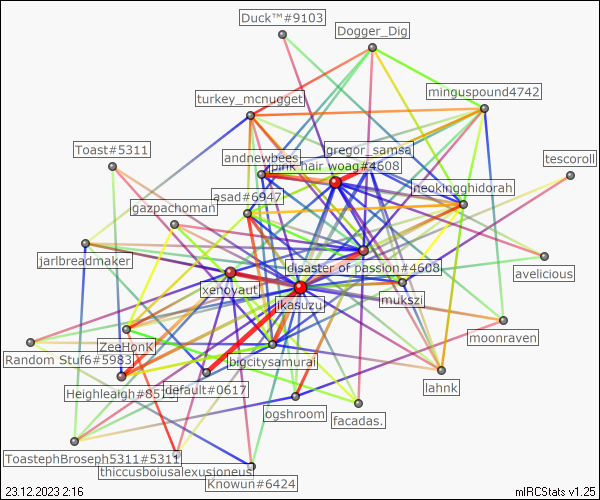 Duck™#9103
Dogger_Dig
minguspound4742
turkey_mcnugget
gregor_samsa
Toast#5311
andnewbees
pink hair woag#4608
tescoroll
neokingghidorah
asad#6947
gazpachoman
jarlbreadmaker
disaster of passion#4608
avelicious
xenoyaut
ikasuzu
mukszi
moonraven
ZeeHonK
Random Stuf6#5983
bigcitysamurai
lahnk
Heighleaigh#85
default#0617
ogshroom
facadas.
ToastephBroseph5311#5311
thiccusboiusalexusjoneus
Knowun#6424
23.12.2023 2:16
mIRCStats v1.25